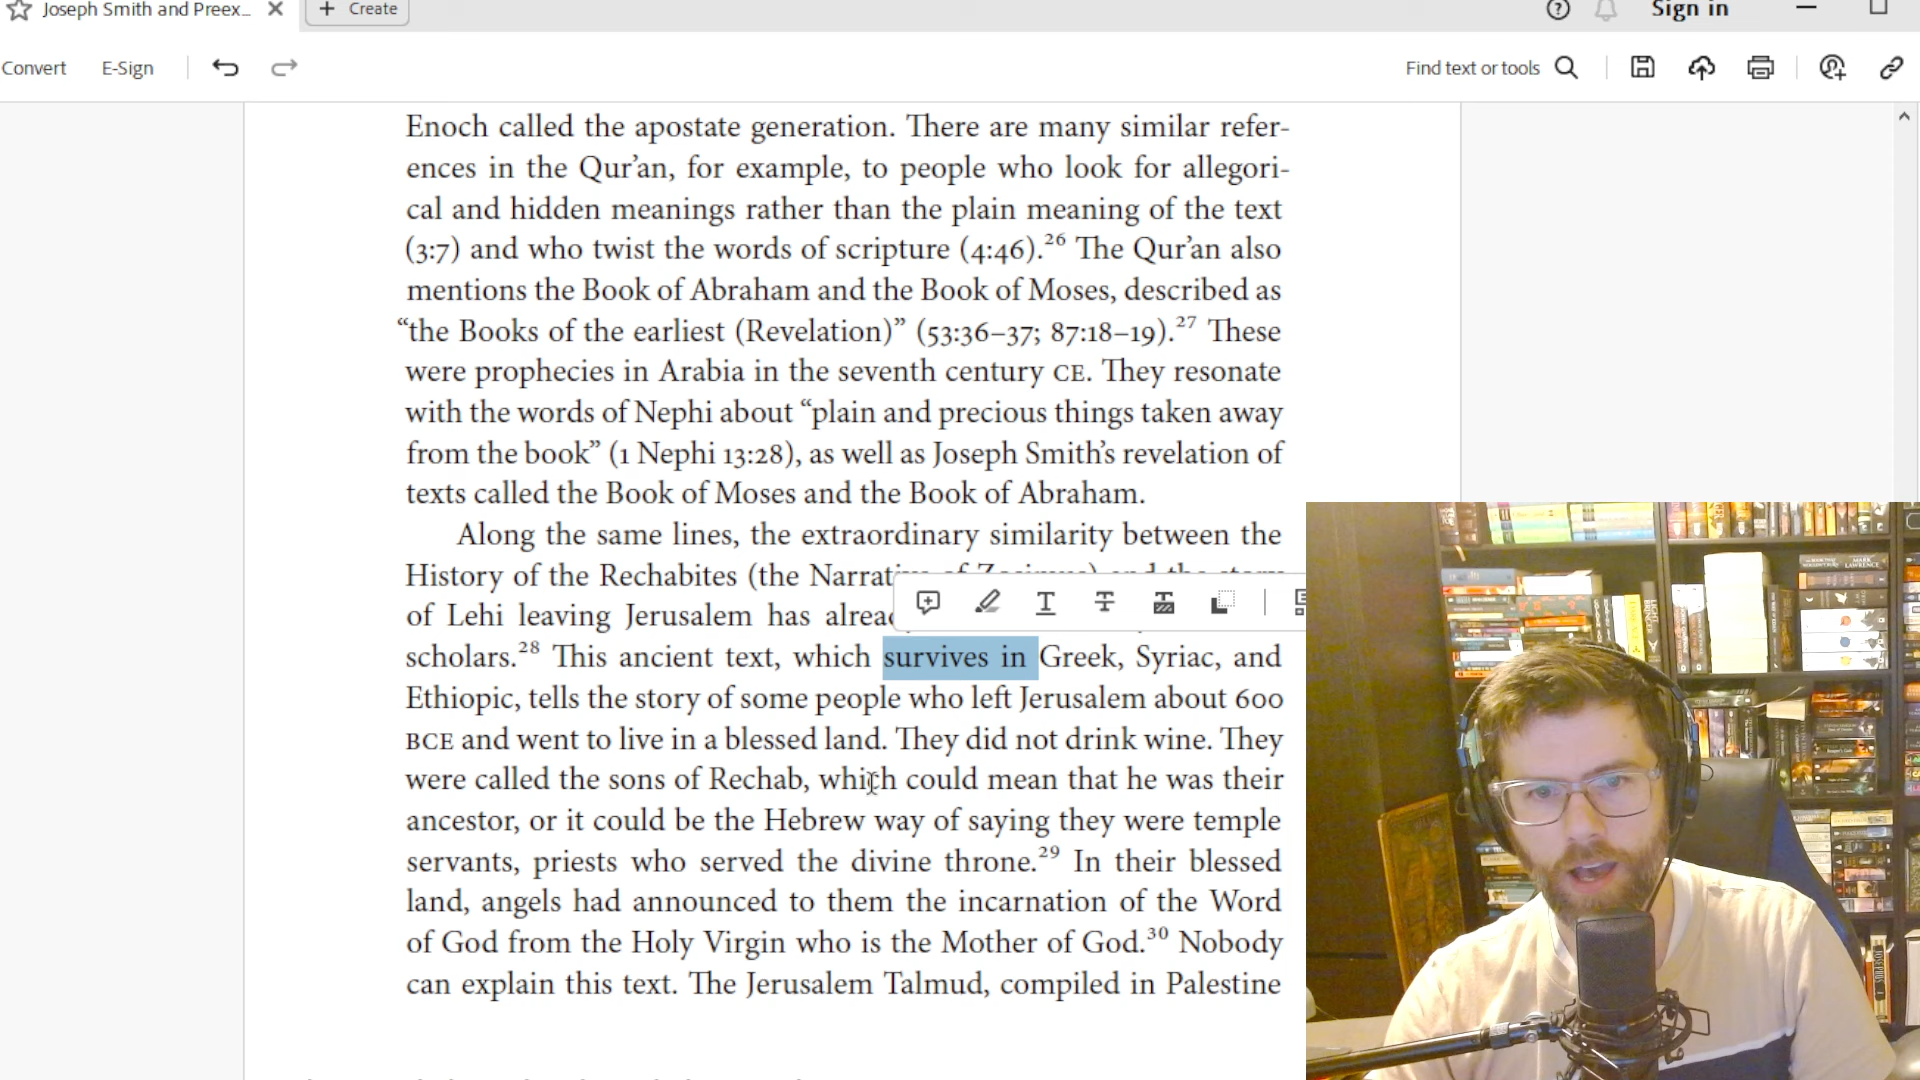 Joseph Smith and Preex...
Create
Sign in
Convert
E-Sign
Find text or tools
Enoch called the apostate generation. There are many similar refer-
ences in the Qur’an, for example, to people who look for allegori-
cal and hidden meanings rather than the plain meaning of the text
(3:7) and who twist the words of scripture (4:46).26 The Qur’an also
mentions the Book of Abraham and the Book of Moses, described as
“the Books of the earliest (Revelation)” (53:36–37; 87:18–19).27 These
were prophecies in Arabia in the seventh century CE. They resonate
with the words of Nephi about “plain and precious things taken away
from the book” (1 Nephi 13:28), as well as Joseph Smith’s revelation of
texts called the Book of Moses and the Book of Abraham.
Along the same lines, the extraordinary similarity between the
History of the Rechabites (the
of Lehi leaving Jerusalem has
scholars.28 This ancient text, which survives in Greek, Syriac, and
Ethiopic, tells the story of some people who left Jerusalem about 600
BCE and went to live in a blessed land. They did not drink wine. They
were called the sons of Rechab, which could mean that he was their
ancestor, or it could be the Hebrew way of saying they were temple
servants, priests who served the divine throne.29 In their blessed
land, angels had announced to them the incarnation of the Word
of God from the Holy Virgin who is the Mother of God.30 Nobody
can explain this text. The Jerusalem Talmud, compiled in Palestine